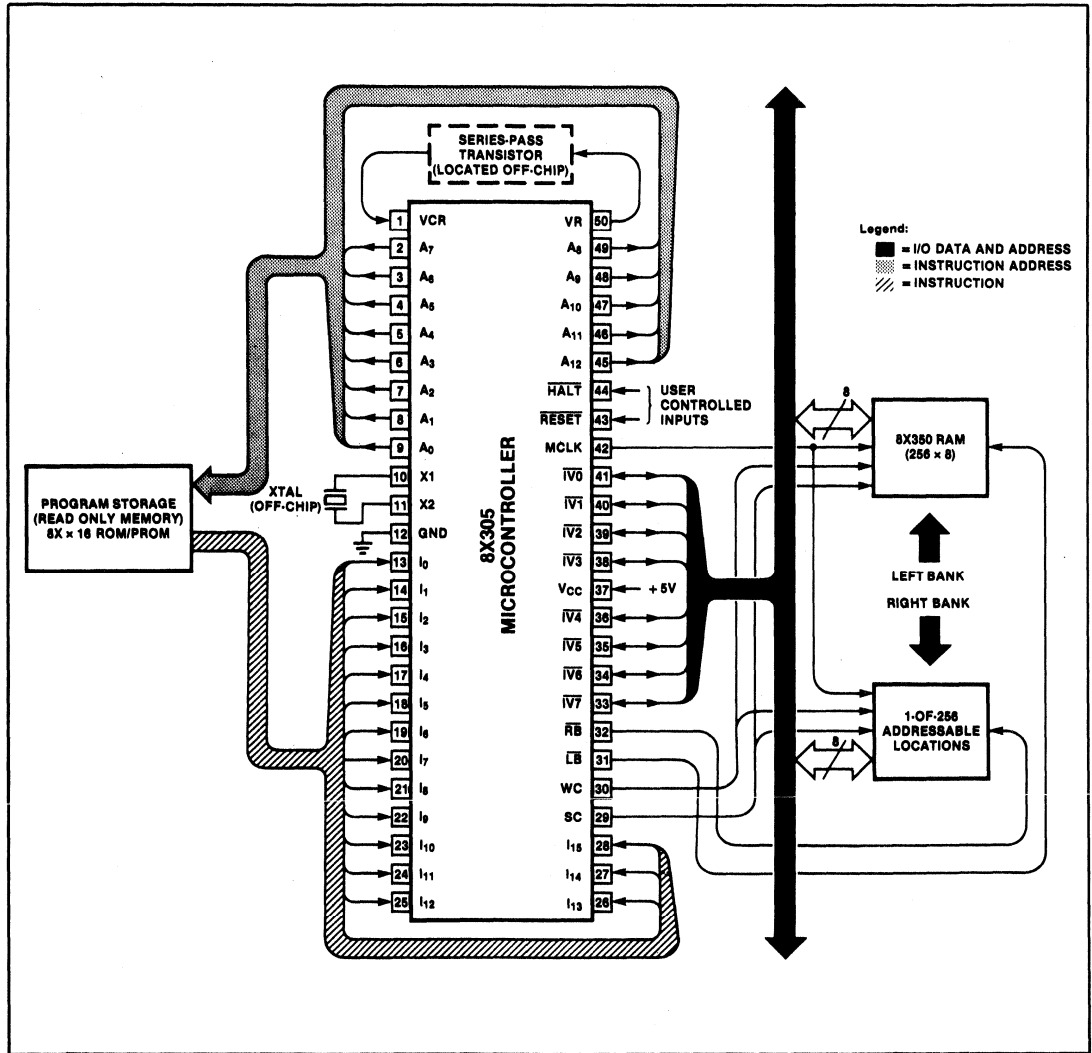 SERIES-PASS
TRANSISTOR
(LOCATED OFF-CHIP)
1 VCR
2 A7
3 A6
4 A5
5 A4
6 A3
7 A2
8 A1
9 A0
10 X1
11 X2
12 GND
13 I0
14 I1
15 I2
16 I3
17 I4
18 I5
19 I6
20 I7
21 I8
22 I9
23 I10
24 I11
25 I12
8X305
MICROCONTROLLER
VR 50
A8 49
A9 48
A10 47
A11 46
A12 45
HALT 44
RESET 43
MCLK 42
IV0 41
IV1 40
IV2 39
IV3 38
VCC 37
IV4 36
IV5 35
IV6 34
IV7 33
RB 32
LB 31
WC 30
SC 29
I15 28
I14 27
I13 26
XTAL
(OFF-CHIP)
PROGRAM STORAGE
(READ ONLY MEMORY)
8X × 16 ROM/PROM
USER
CONTROLLED
INPUTS
+ 5V
Legend:
= I/O DATA AND ADDRESS
= INSTRUCTION ADDRESS
= INSTRUCTION
8
8X350 RAM
(256 × 8)
LEFT BANK
RIGHT BANK
1-OF-256
ADDRESSABLE
LOCATIONS
8